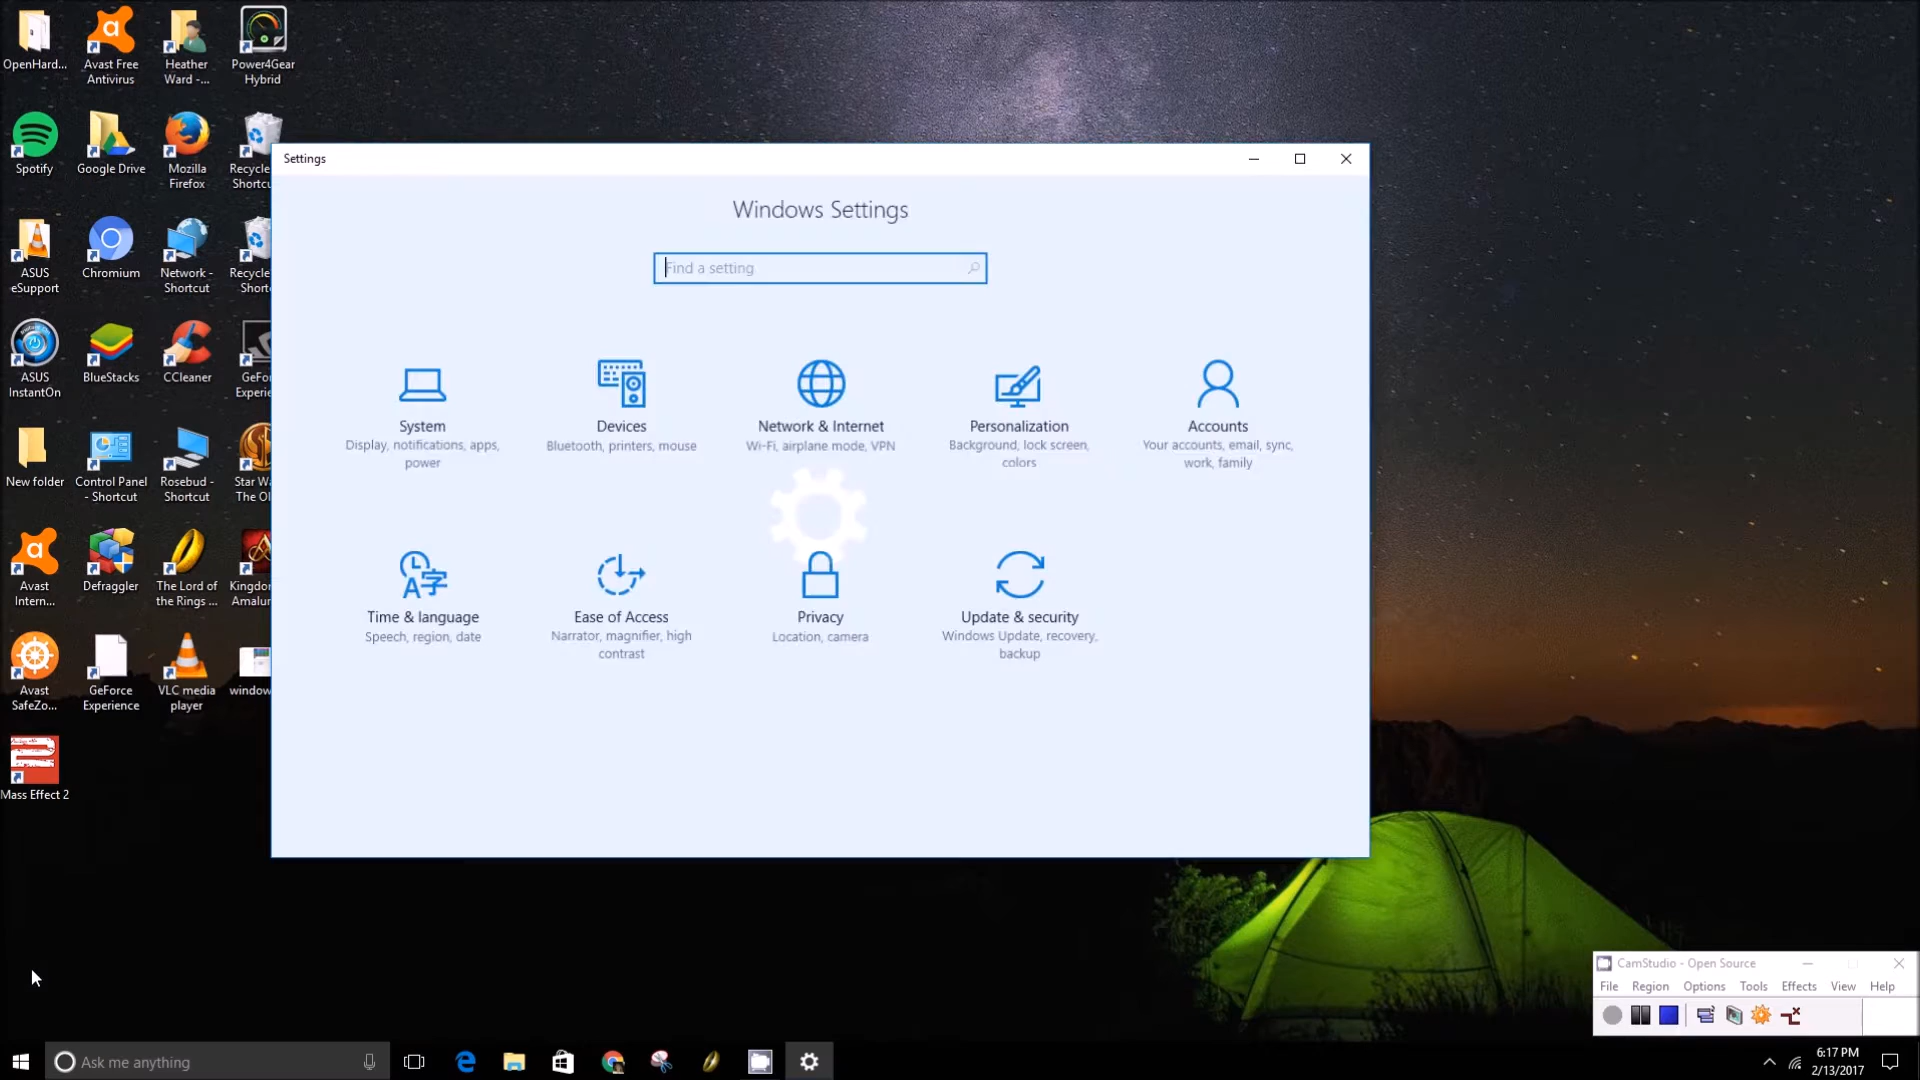 OpenHard...
Avast Free
Antivirus
Heather
Ward -...
Power4Gear
Hybrid
Spotify
Google Drive
Mozilla
Firefox
Recycle
Shortcu
ASUS
eSupport
Chromium
Network -
Shortcut
Recycle
Short
ASUS
InstantOn
BlueStacks
CCleaner
GeFor
Experie
New folder
Control Panel
- Shortcut
Rosebud -
Shortcut
Star Wa
The Ol
Avast
Intern...
Defraggler
The Lord of
the Rings ...
Kingdo
Amalur
Avast
SafeZo...
GeForce
Experience
VLC media
player
window
Mass Effect 2
Settings
Windows Settings
Find a setting
System
Display, notifications, apps,
power
Devices
Bluetooth, printers, mouse
Network & Internet
Wi-Fi, airplane mode, VPN
Personalization
Background, lock screen,
colors
Accounts
Your accounts, email, sync,
work, family
Time & language
Speech, region, date
Ease of Access
Narrator, magnifier, high
contrast
Privacy
Location, camera
Update & security
Windows Update, recovery,
backup
CamStudio - Open Source
File Region Options Tools Effects View Help
Ask me anything
6:17 PM
2/13/2017